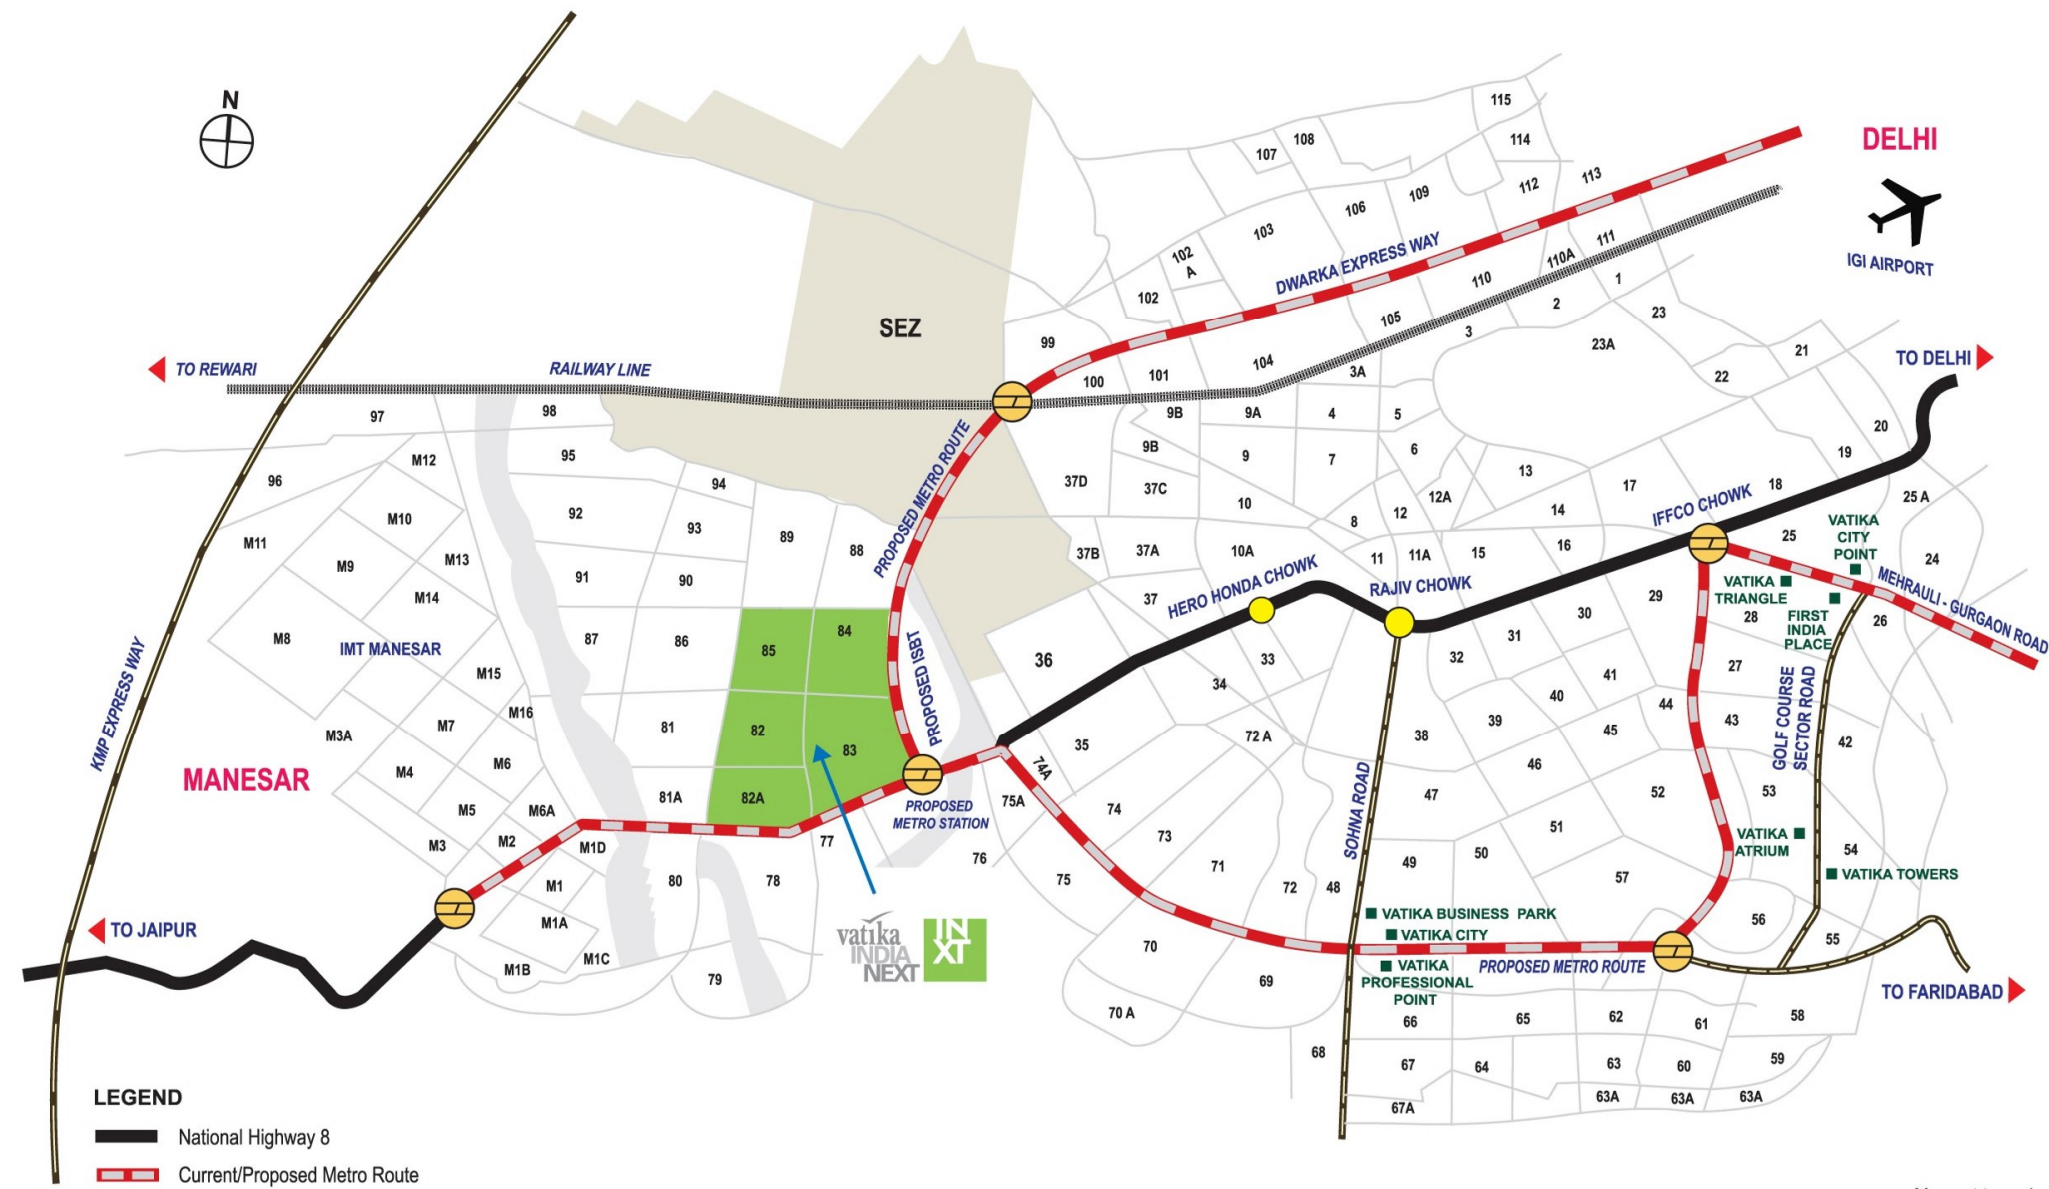 N
DELHI
IGI AIRPORT
TO DELHI
SEZ
115
114
108
107
113
112
109
106
103
102
A
102
DWARKA EXPRESS WAY
111
110A
110
105
1
2
3
23
23A
21
22
20
19
18
99
104
101
100
3A
TO REWARI
RAILWAY LINE
97
98
96
95
94
92
93
89
88
91
90
M12
M10
M11
M9
M13
M14
M8
IMT MANESAR
M15
M16
M3A
M7
M6
M4
M5
M6A
M3
M2
M1D
M1
M1A
M1B
M1C
KMP EXPRESS WAY
MANESAR
TO JAIPUR
PROPOSED METRO ROUTE
9B
9A
4
5
9B
9
7
6
37D
37C
10
8
12
12A
13
14
17
37B
37A
10A
11
11A
15
16
37
HERO HONDA CHOWK
RAJIV CHOWK
IFFCO CHOWK
25 A
25
24
VATIKA
CITY
POINT
VATIKA
TRIANGLE
MEHRAULI - GURGAON ROAD
FIRST
INDIA
PLACE
28
26
29
30
31
32
33
34
36
87
86
85
84
81
82
83
81A
82A
PROPOSED ISBT
PROPOSED
METRO STATION
27
GOLF COURSE
SECTOR ROAD
41
40
44
43
39
45
42
38
35
72 A
74A
75A
46
47
52
53
SOHNA ROAD
74
73
51
VATIKA
ATRIUM
54
77
76
75
71
72
48
49
50
57
VATIKA TOWERS
80
78
79
vatika
INDIA
NEXT
IN
XT
VATIKA BUSINESS PARK
VATIKA CITY
56
55
70
69
PROPOSED METRO ROUTE
VATIKA
PROFESSIONAL
POINT
TO FARIDABAD
70 A
66
65
62
61
58
68
67
64
63
60
59
67A
63A
63A
63A
LEGEND
National Highway 8
Current/Proposed Metro Route